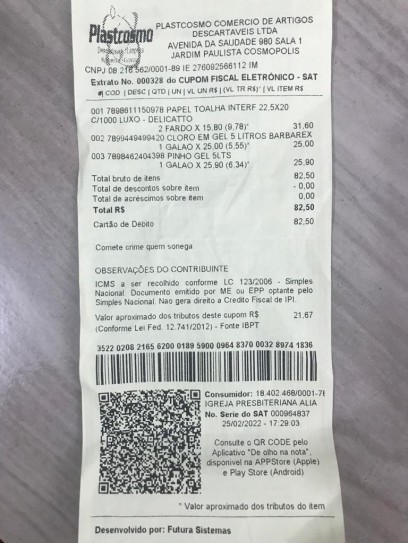 Plastcosmo
PLASTCOSMO COMERCIO DE ARTIGOS
DESCARTAVEIS LTDA
AVENIDA DA SAUDADE 980 SALA 1
JARDIM PAULISTA COSMOPOLIS
CNPJ 08.216.562/0001-89 IE 276082566112 IM
Extrato No. 000328 do CUPOM FISCAL ELETRÔNICO - SAT
#| COD | DESC | QTD | UN | VL UN R$ | (VL TR R$)* | VL ITEM R$
001 7898611150978 PAPEL TOALHA INTERF 22,5X20
C/1000 LUXO - DELICATTO
2 FARDO X 15,80 (9,78)* 31,60
002 7899449499420 CLORO EM GEL 5 LITROS BARBAREX
1 GALAO X 25,00 (5,55)* 25,00
003 7898462404398 PINHO GEL 5LTS
1 GALAO X 25,90 (6,34)* 25,90
Total bruto de itens 82,50
Total de descontos sobre item - 0,00
Total de acréscimos sobre item 0,00
Total R$ 82,50
Cartão de Débito 82,50
Comete crime quem sonega
OBSERVAÇÕES DO CONTRIBUINTE
ICMS a ser recolhido conforme LC 123/2006 - Simples
Nacional. Documento emitido por ME ou EPP optante pelo
Simples Nacional. Nao gera direito a Credito Fiscal de IPI.
Valor aproximado dos tributos deste cupom R$ 21,67
(Conforme Lei Fed. 12.741/2012) - Fonte IBPT
3522 0208 2165 6200 0189 5900 0964 8370 0032 8974 1836
Consumidor: 18.402.468/0001-7
IGREJA PRESBITERIANA ALIA
No. Serie do SAT 000964837
25/02/2022 - 17:29:03
Consulte o QR CODE pelo
Aplicativo "De olho na nota",
disponivel na APPStore (Apple)
e Play Store (Android)
* Valor aproximado dos tributos do item
Desenvolvido por: Futura Sistemas